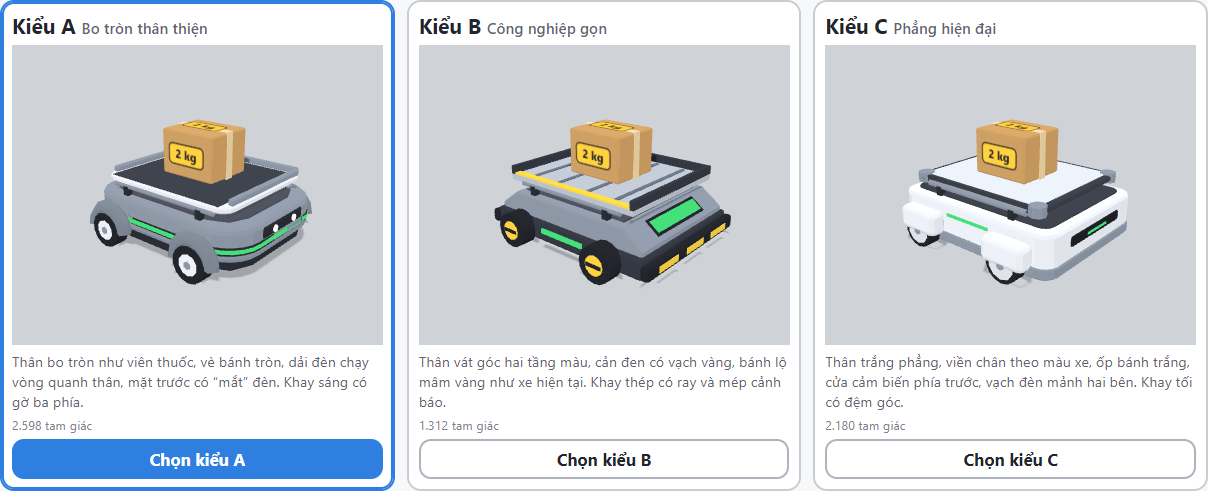 Kiểu A Bo tròn thân thiện
2 kg
2 kg
Thân bo tròn như viên thuốc, vè bánh tròn, dải đèn chạy
vòng quanh thân, mặt trước có “mắt” đèn. Khay sáng có
gờ ba phía.
2.598 tam giác
Chọn kiểu A
Kiểu B Công nghiệp gọn
2 kg
2 kg
Thân vát góc hai tầng màu, cản đen có vạch vàng, bánh lộ
mâm vàng như xe hiện tại. Khay thép có ray và mép cảnh
báo.
1.312 tam giác
Chọn kiểu B
Kiểu C Phẳng hiện đại
2 kg
2 kg
Thân trắng phẳng, viền chân theo màu xe, ốp bánh trắng,
cửa cảm biến phía trước, vạch đèn mảnh hai bên. Khay tối
có đệm góc.
2.180 tam giác
Chọn kiểu C